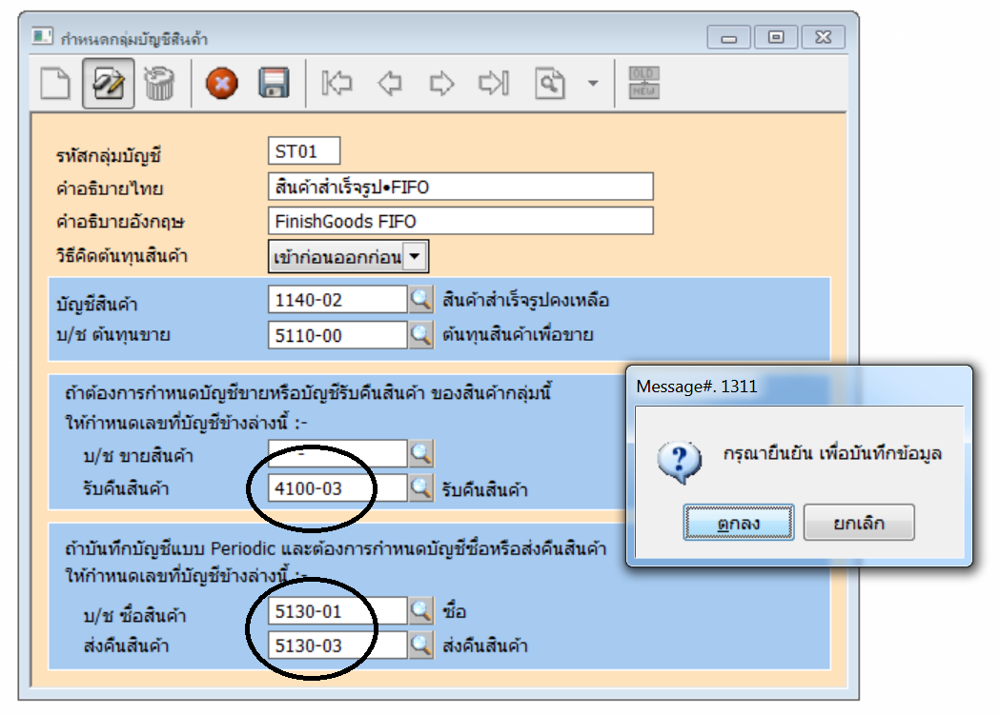 กำหนดกลุ่มบัญชีสินค้า
OLD
NEW
รหัสกลุ่มบัญชี ST01
คำอธิบายไทย สินค้าสำเร็จรูป•FIFO
คำอธิบายอังกฤษ FinishGoods FIFO
วิธีคิดต้นทุนสินค้า เข้าก่อนออกก่อน
บัญชีสินค้า 1140-02 สินค้าสำเร็จรูปคงเหลือ
บ/ช ต้นทุนขาย 5110-00 ต้นทุนสินค้าเพื่อขาย
ถ้าต้องการกำหนดบัญชีขายหรือบัญชีรับคืนสินค้า ของสินค้ากลุ่มนี้
ให้กำหนดเลขที่บัญชีข้างล่างนี้ :-
บ/ช ขายสินค้า -
รับคืนสินค้า 4100-03 รับคืนสินค้า
ถ้าบันทึกบัญชีแบบ Periodic และต้องการกำหนดบัญชีซื้อหรือส่งคืนสินค้า
ให้กำหนดเลขที่บัญชีข้างล่างนี้ :-
บ/ช ซื้อสินค้า 5130-01 ซื้อ
ส่งคืนสินค้า 5130-03 ส่งคืนสินค้า
Message#. 1311
กรุณายืนยัน เพื่อบันทึกข้อมูล
ตกลง ยกเลิก